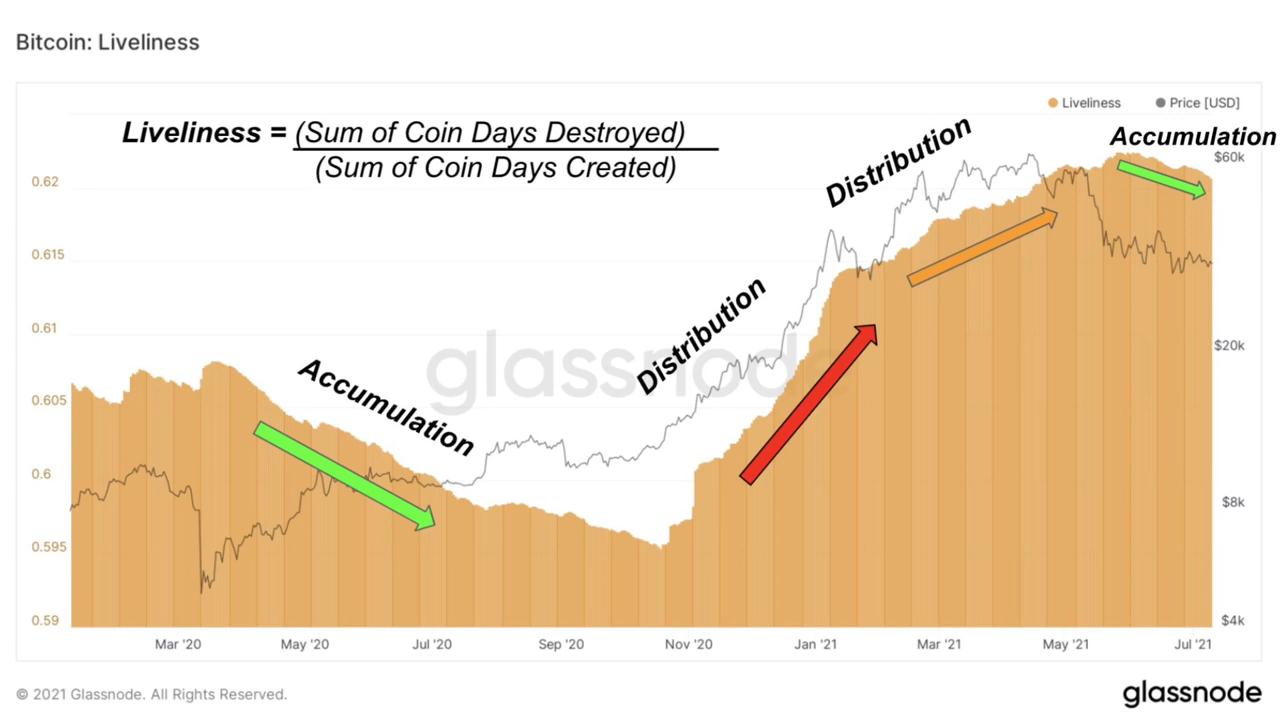 Bitcoin: Liveliness
Liveliness Price [USD]
Liveliness = (Sum of Coin Days Destroyed)
(Sum of Coin Days Created)
Distribution
Accumulation
Distribution
Accumulation
0.62
0.615
0.61
0.605
0.6
0.595
0.59
$60k
$20k
$8k
$4k
glassnode
Mar '20 May '20 Jul '20 Sep '20 Nov '20 Jan '21 Mar '21 May '21 Jul '21
© 2021 Glassnode. All Rights Reserved.
glassnode